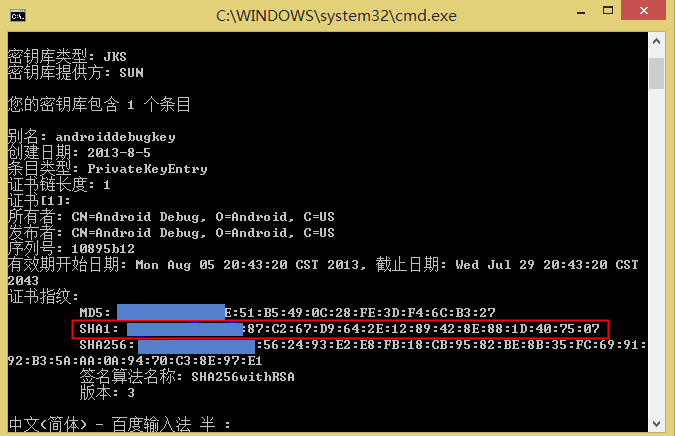 C:\WINDOWS\system32\cmd.exe
密钥库类型: JKS
密钥库提供方: SUN
您的密钥库包含 1 个条目
别名: androiddebugkey
创建日期: 2013-8-5
条目类型: PrivateKeyEntry
证书链长度: 1
证书[1]:
所有者: CN=Android Debug, O=Android, C=US
发布者: CN=Android Debug, O=Android, C=US
序列号: 10895b12
有效期开始日期: Mon Aug 05 20:43:20 CST 2013, 截止日期: Wed Jul 29 20:43:20 CST
2043
证书指纹:
MD5: E:51:B5:49:0C:28:FE:3D:F4:6C:B3:27
SHA1: :87:C2:67:D9:64:2E:12:89:42:8E:88:1D:40:75:07
SHA256: :56:24:93:E2:E8:FB:18:CB:95:82:BE:8B:35:FC:69:91:
92:B3:5A:AA:0A:94:70:C3:8E:97:E1
签名算法名称: SHA256withRSA
版本: 3
中文(简体) - 百度输入法 半 :